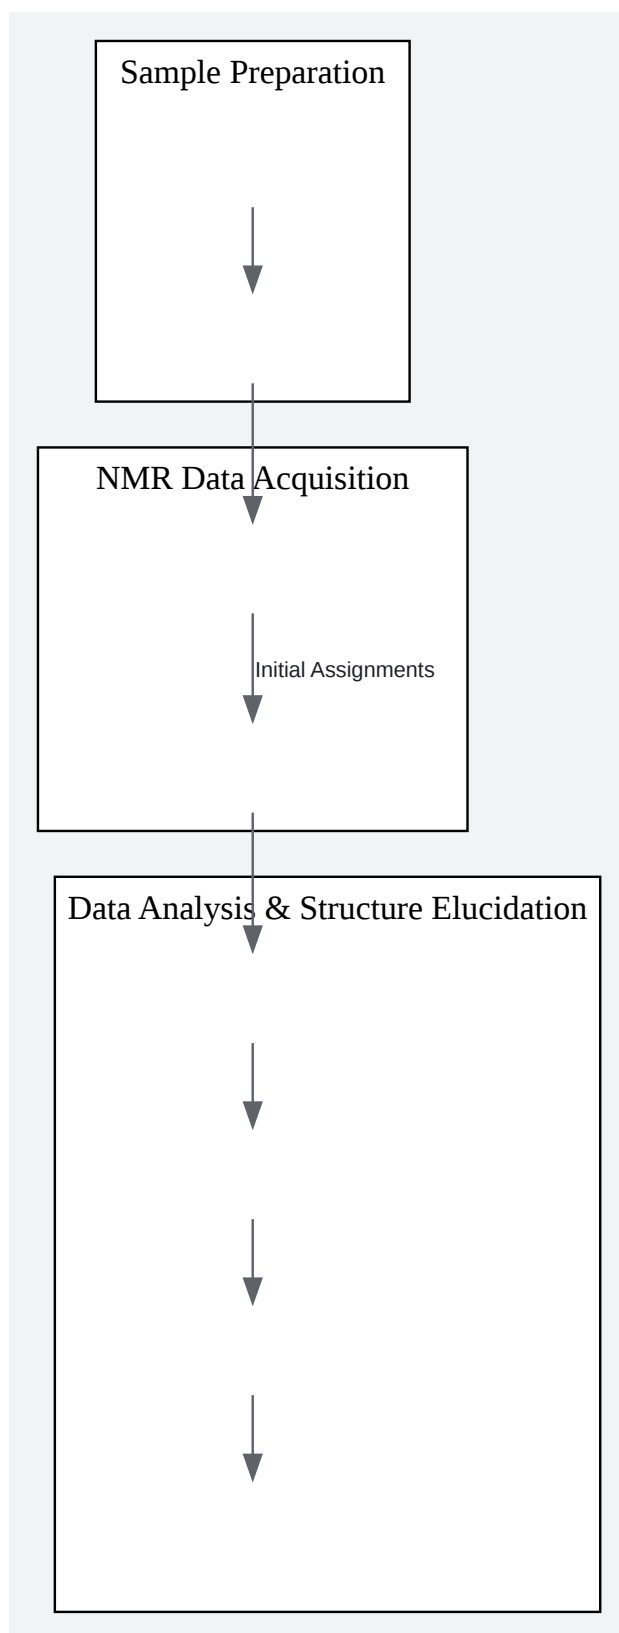 Sample Preparation
NMR Data Acquisition
Initial Assignments
Data Analysis & Structure Elucidation